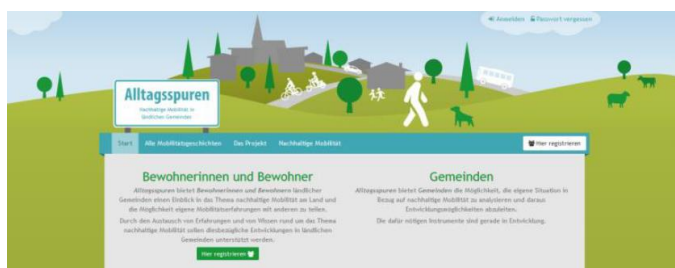 Anmelden Passwort vergessen
Alltagsspuren
Nachhaltige Mobilität in
ländlichen Gemeinden
Start Alle Mobilitätsgeschichten Das Projekt Nachhaltige Mobilität Hier registrieren
Bewohnerinnen und Bewohner
Alltagsspuren bietet Bewohnerinnen und Bewohnern ländlicher
Gemeinden einen Einblick in das Thema nachhaltige Mobilität am Land und
die Möglichkeit eigene Mobilitätserfahrungen mit anderen zu teilen.
Durch den Austausch von Erfahrungen und von Wissen rund um das Thema
nachhaltige Mobilität sollen diesbezügliche Entwicklungen in ländlichen
Gemeinden unterstützt werden.
Hier registrieren
Gemeinden
Alltagsspuren bietet Gemeinden die Möglichkeit, die eigene Situation in
Bezug auf nachhaltige Mobilität zu analysieren und daraus
Entwicklungsmöglichkeiten abzuleiten.
Die dafür nötigen Instrumente sind gerade in Entwicklung.